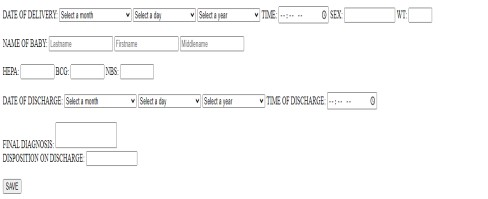 DATE OF DELIVERY: Select a month Select a day Select a year TIME: --:-- -- SEX: WT:
NAME OF BABY: Lastname Firstname Middlename
HEPA: BCG: NBS:
DATE OF DISCHARGE: Select a month Select a day Select a year TIME OF DISCHARGE: --:-- --
FINAL DIAGNOSIS:
DISPOSITION ON DISCHARGE:
SAVE